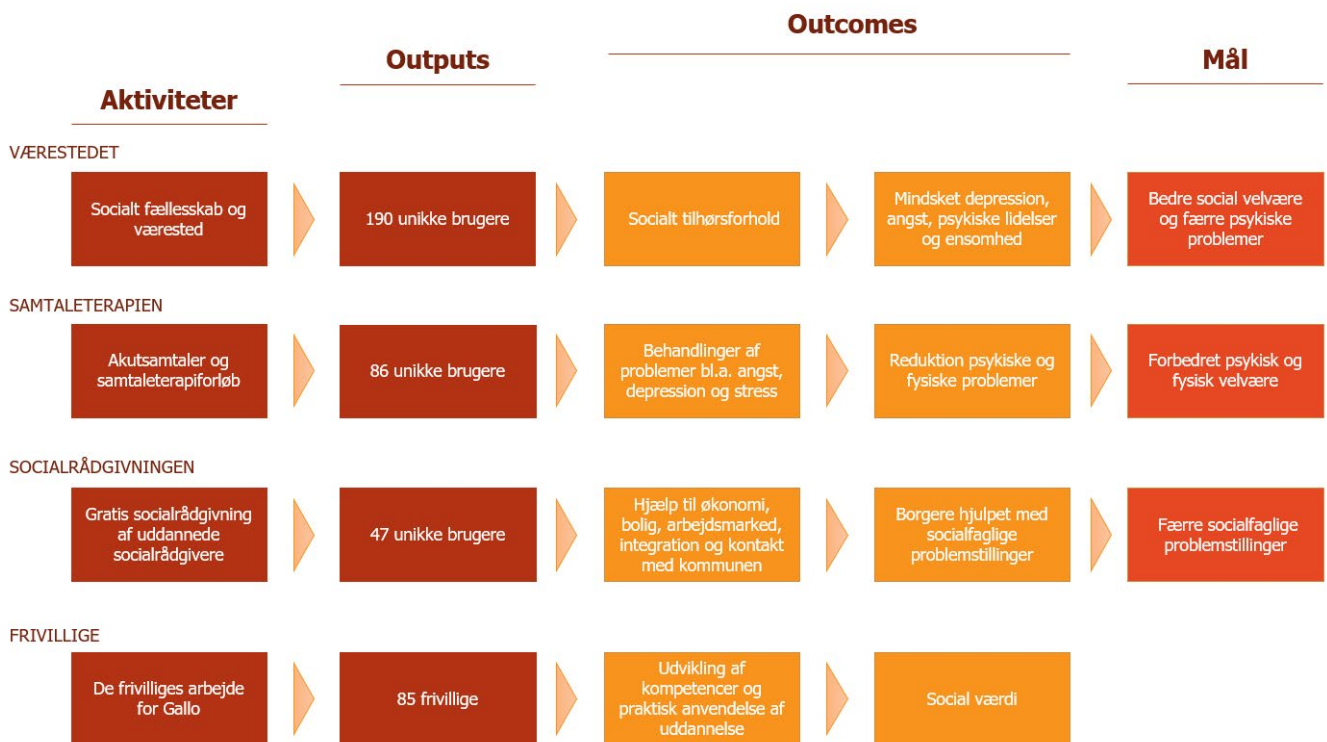 Outcomes
Outputs
Mål
Aktiviteter
VÆRESTEDET
Socialt fællesskab og
værested
190 unikke brugere
Socialt tilhørsforhold
Mindsket depression,
angst, psykiske lidelser
og ensomhed
Bedre social velvære
og færre psykiske
problemer
SAMTALETERAPIEN
Akutsamtaler og
samtaleterapiforløb
86 unikke brugere
Behandlinger af
problemer bl.a. angst,
depression og stress
Reduktion psykiske og
fysiske problemer
Forbedret psykisk og
fysisk velvære
SOCIALRÅDGIVNINGEN
Gratis socialrådgivning
af uddannede
socialrådgivere
47 unikke brugere
Hjælp til økonomi,
bolig, arbejdsmarked,
integration og kontakt
med kommunen
Borgere hjulpet med
socialfaglige
problemstillinger
Færre socialfaglige
problemstillinger
FRIVILLIGE
De frivilliges arbejde
for Gallo
85 frivillige
Udvikling af
kompetencer og
praktisk anvendelse af
uddannelse
Social værdi